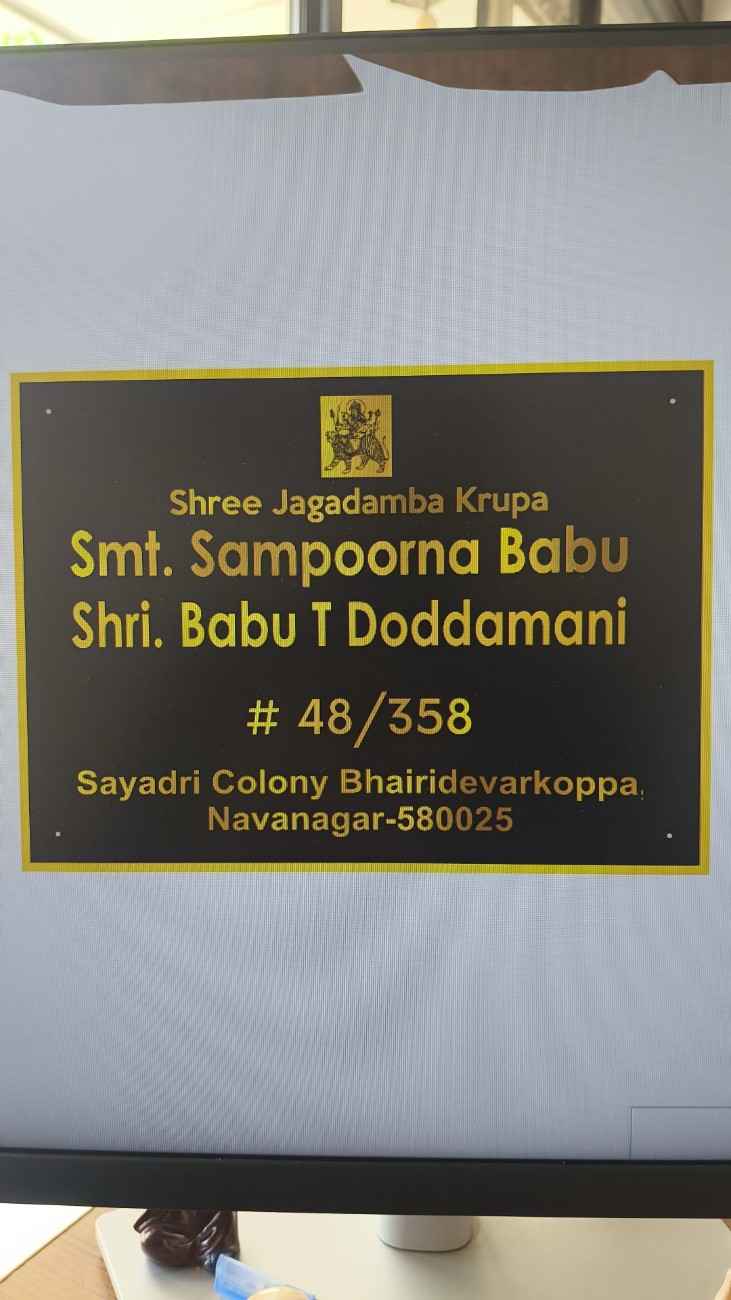 Shree Jagadamba Krupa
Smt. Sampoorna Babu
Shri. Babu T Doddamani
# 48/358
Sayadri Colony Bhairidevarkoppa,
Navanagar-580025